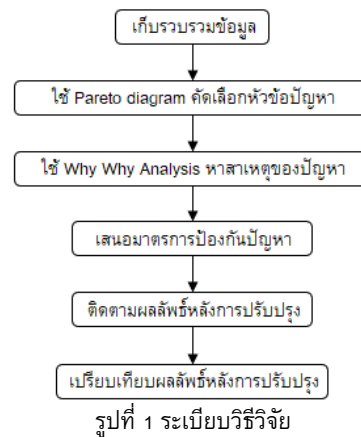 เก็บรวบรวมข้อมูล
ใช้ Pareto diagram คัดเลือกหัวข้อปัญหา
ใช้ Why Why Analysis หาสาเหตุของปัญหา
เสนอมาตรการป้องกันปัญหา
ติดตามผลลัพธ์หลังการปรับปรุง
เปรียบเทียบผลลัพธ์หลังการปรับปรุง
รูปที่ 1 ระเบียบวิธีวิจัย